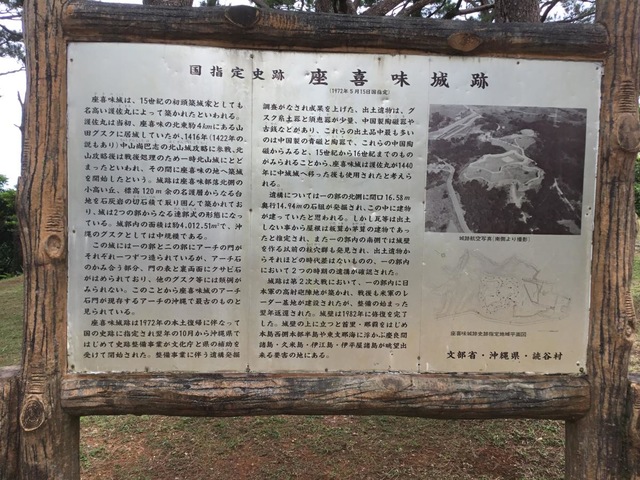 国指定史跡 座喜味城跡
(1972年5月15日国指定)
座喜味城は、15世紀の初頭築城家としても
名高い護佐丸によって築かれたといわれる。
護佐丸は当初、座喜味の北東約4kmにある山
田グスクに居城していたが、1416年(1422年の
説もあり)中山尚巴志の北山城攻略に参戦、北
山攻略後は戦後処理のため一時北山城にとど
まったといわれ、その間に座喜味の地へ築城
を開始したという。城跡は座喜味部落北側の
小高い丘、標高120m余の名護層からなる台
地を石灰岩の切石積で取り囲んで築かれてお
り、城は2つの郭からなる連郭式の形態になっ
ている。城郭内の面積は約4,012.51㎡で、沖
縄のグスクとしては中規模である。
この城には一の郭と二の郭にアーチの門が
それぞれ一つずつ造られているが、アーチ石
のかみ合う部分、門の表と裏両面にクサビ石
がはめられており、他のグスク等には類例が
みられない。このことから座喜味城のアーチ
石門が現存するアーチの沖縄で最古のものと
見られている。
座喜味城跡は1972年の本土復帰に伴なって
国の史跡に指定され翌年の10月から沖縄県で
はじめて史跡整備事業が文化庁と県の補助を
受けて開始された。整備事業に伴う遺構発掘
調査がなされ成果を上げた。出土遺物は、グ
スク系土器と須恵器が少量、中国製陶磁器や
古銭などがあり、これらの出土品中最も多い
のは中国製の青磁と陶器で、これらの中国陶
磁からみると、15世紀から16世紀までのもの
がみられることから、座喜味城は護佐丸が1440
年に中城城へ移った後も使用されたと考えら
れる。
遺構については一の郭の北側に間口16.58m
奥行14.94mの石組が発掘され、この中に建物
が建っていたと思われる。しかし瓦等は出土
しない事から屋根は板葺か茅葺の建物であっ
たと推定され、また一の郭内の南側では城壁
を作る以前の柱穴群も発見され、出土遺物か
らそれほどの時代差はないものの、一の郭内
において2つの時期の遺構が確認された。
城跡は第2次大戦において、一の郭内に日
本軍の高射砲陣地が築かれ、戦後も米軍のレ
ーダー基地が建設されたが、整備の始まった
翌年返還された。城壁は1982年に修復を完了
した。城壁の上に立つと首里・那覇をはじめ
本島各洲本部半島や東支那海に浮かぶ慶良間
諸島・久米島・伊江島・伊平屋諸島が眺望出
来る要害の地にある。
城跡航空写真(南側より撮影)
座喜味城跡史跡指定地域平面図
文部省・沖縄県・読谷村